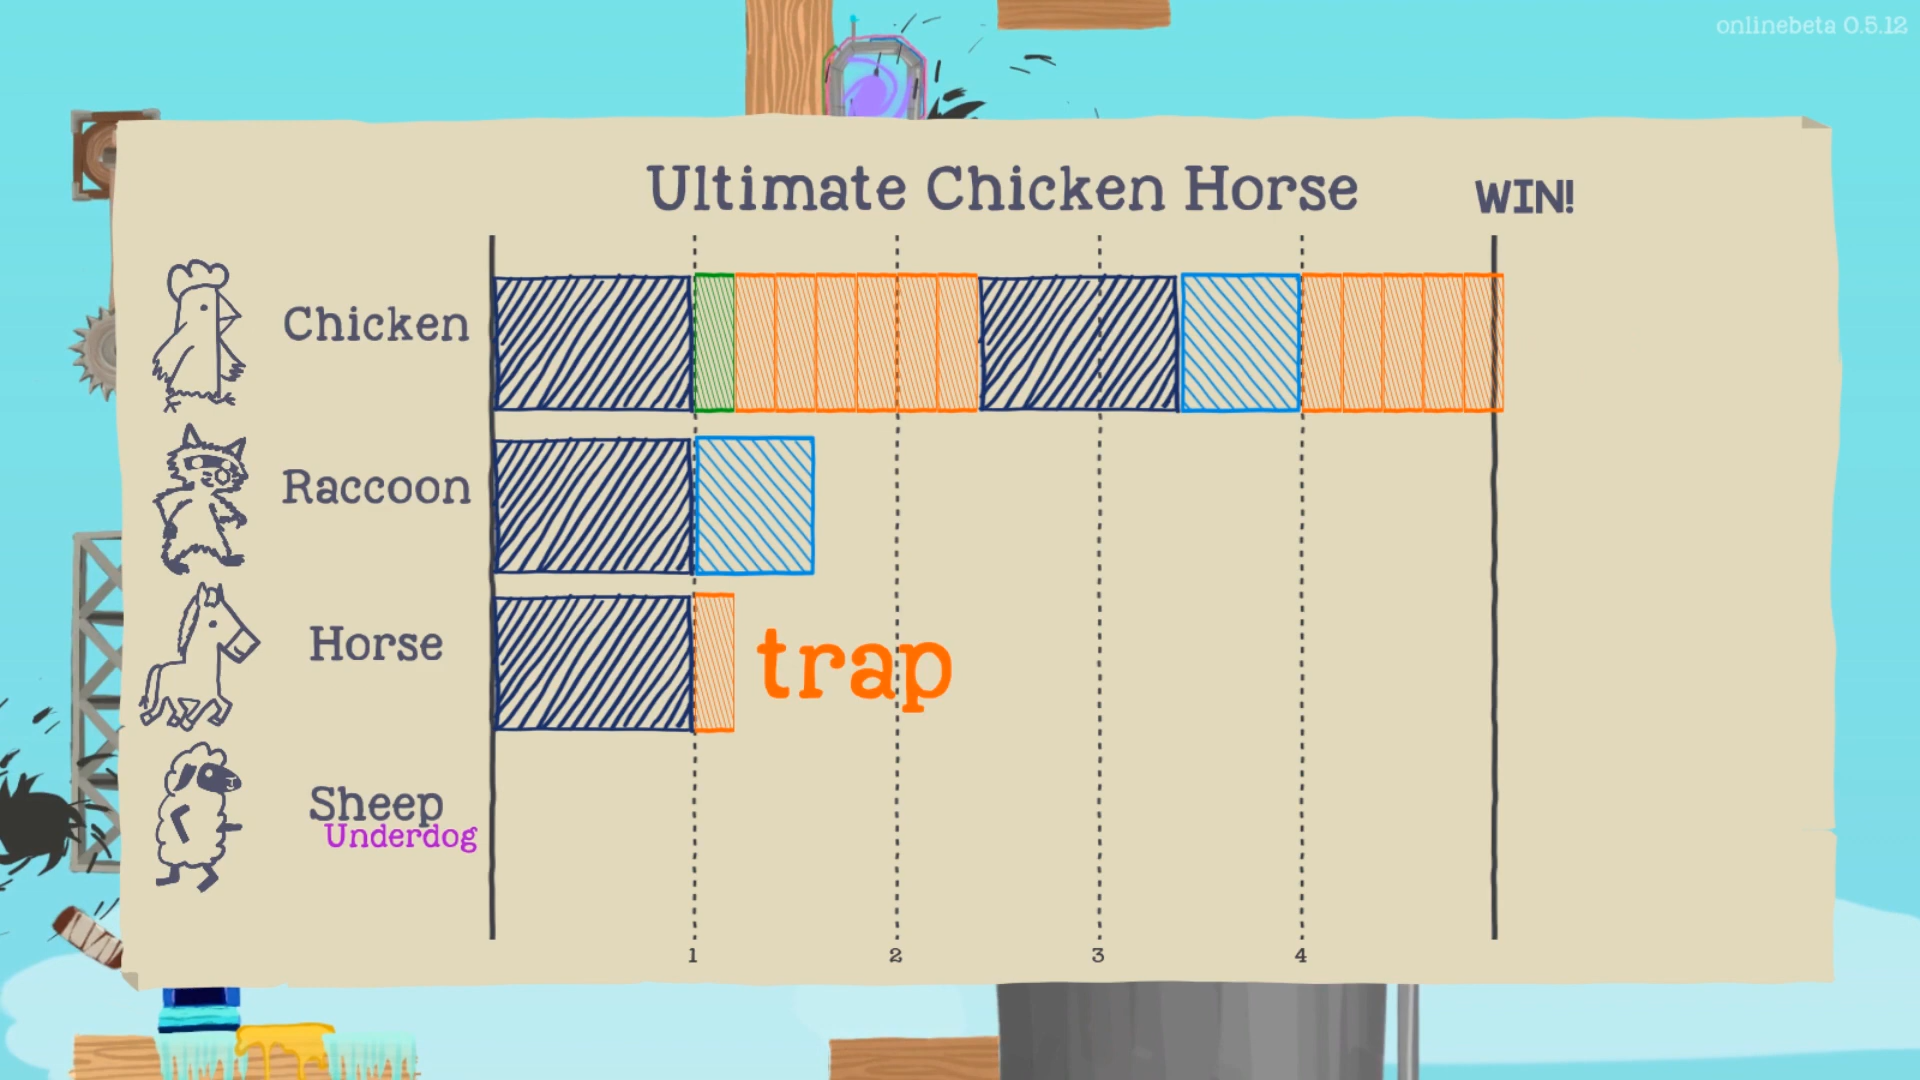 onlinebeta 0.5.12
Ultimate Chicken Horse
WIN!
Chicken
Raccoon
Horse
trap
Sheep
Underdog
1 2 3 4